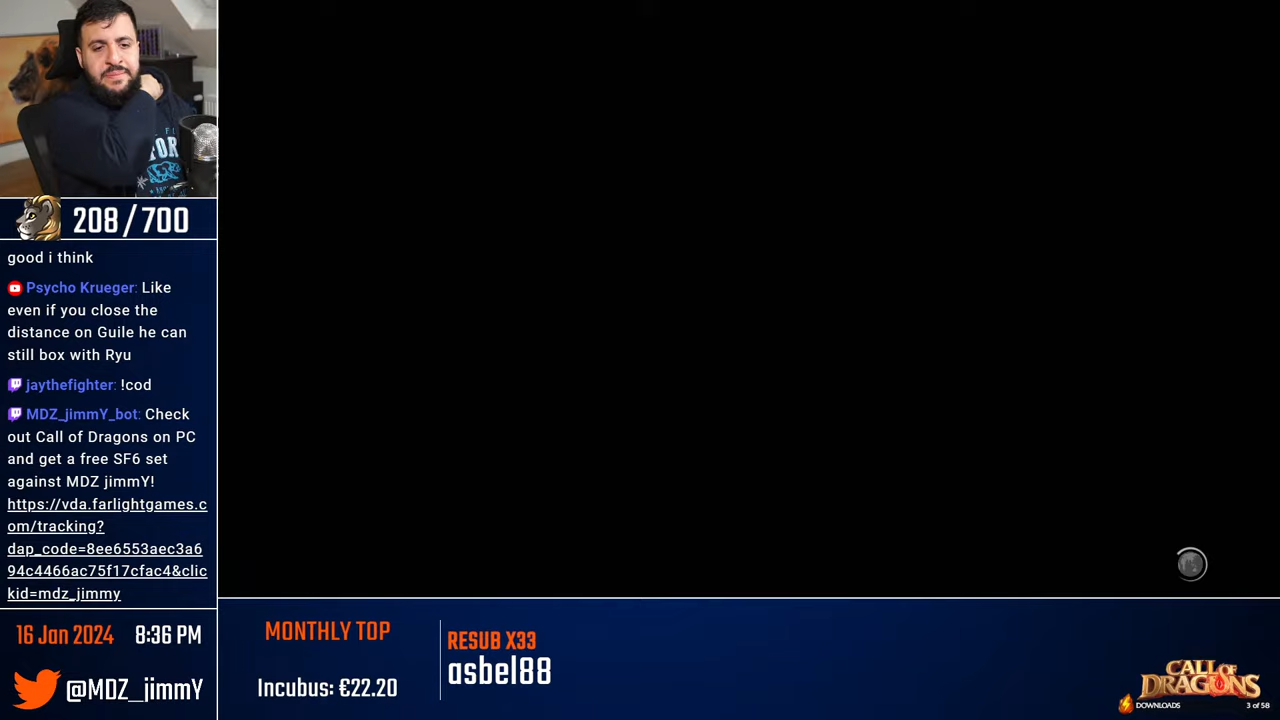 208 / 700
good i think
Psycho Krueger: Like
even if you close the
distance on Guile he can
still box with Ryu
jaythefighter: !cod
MDZ_jimmY_bot: Check
out Call of Dragons on PC
and get a free SF6 set
against MDZ jimmY!
https://vda.farlightgames.c
om/tracking?
dap_code=8ee6553aec3a6
94c4466ac75f17cfac4&clic
kid=mdz_jimmy
16 Jan 2024 8:36 PM
@MDZ_jimmY
MONTHLY TOP
Incubus: €22.20
RESUB X33
asbel88
CALL OF
DRAGONS
DOWNLOADS 3 of 58